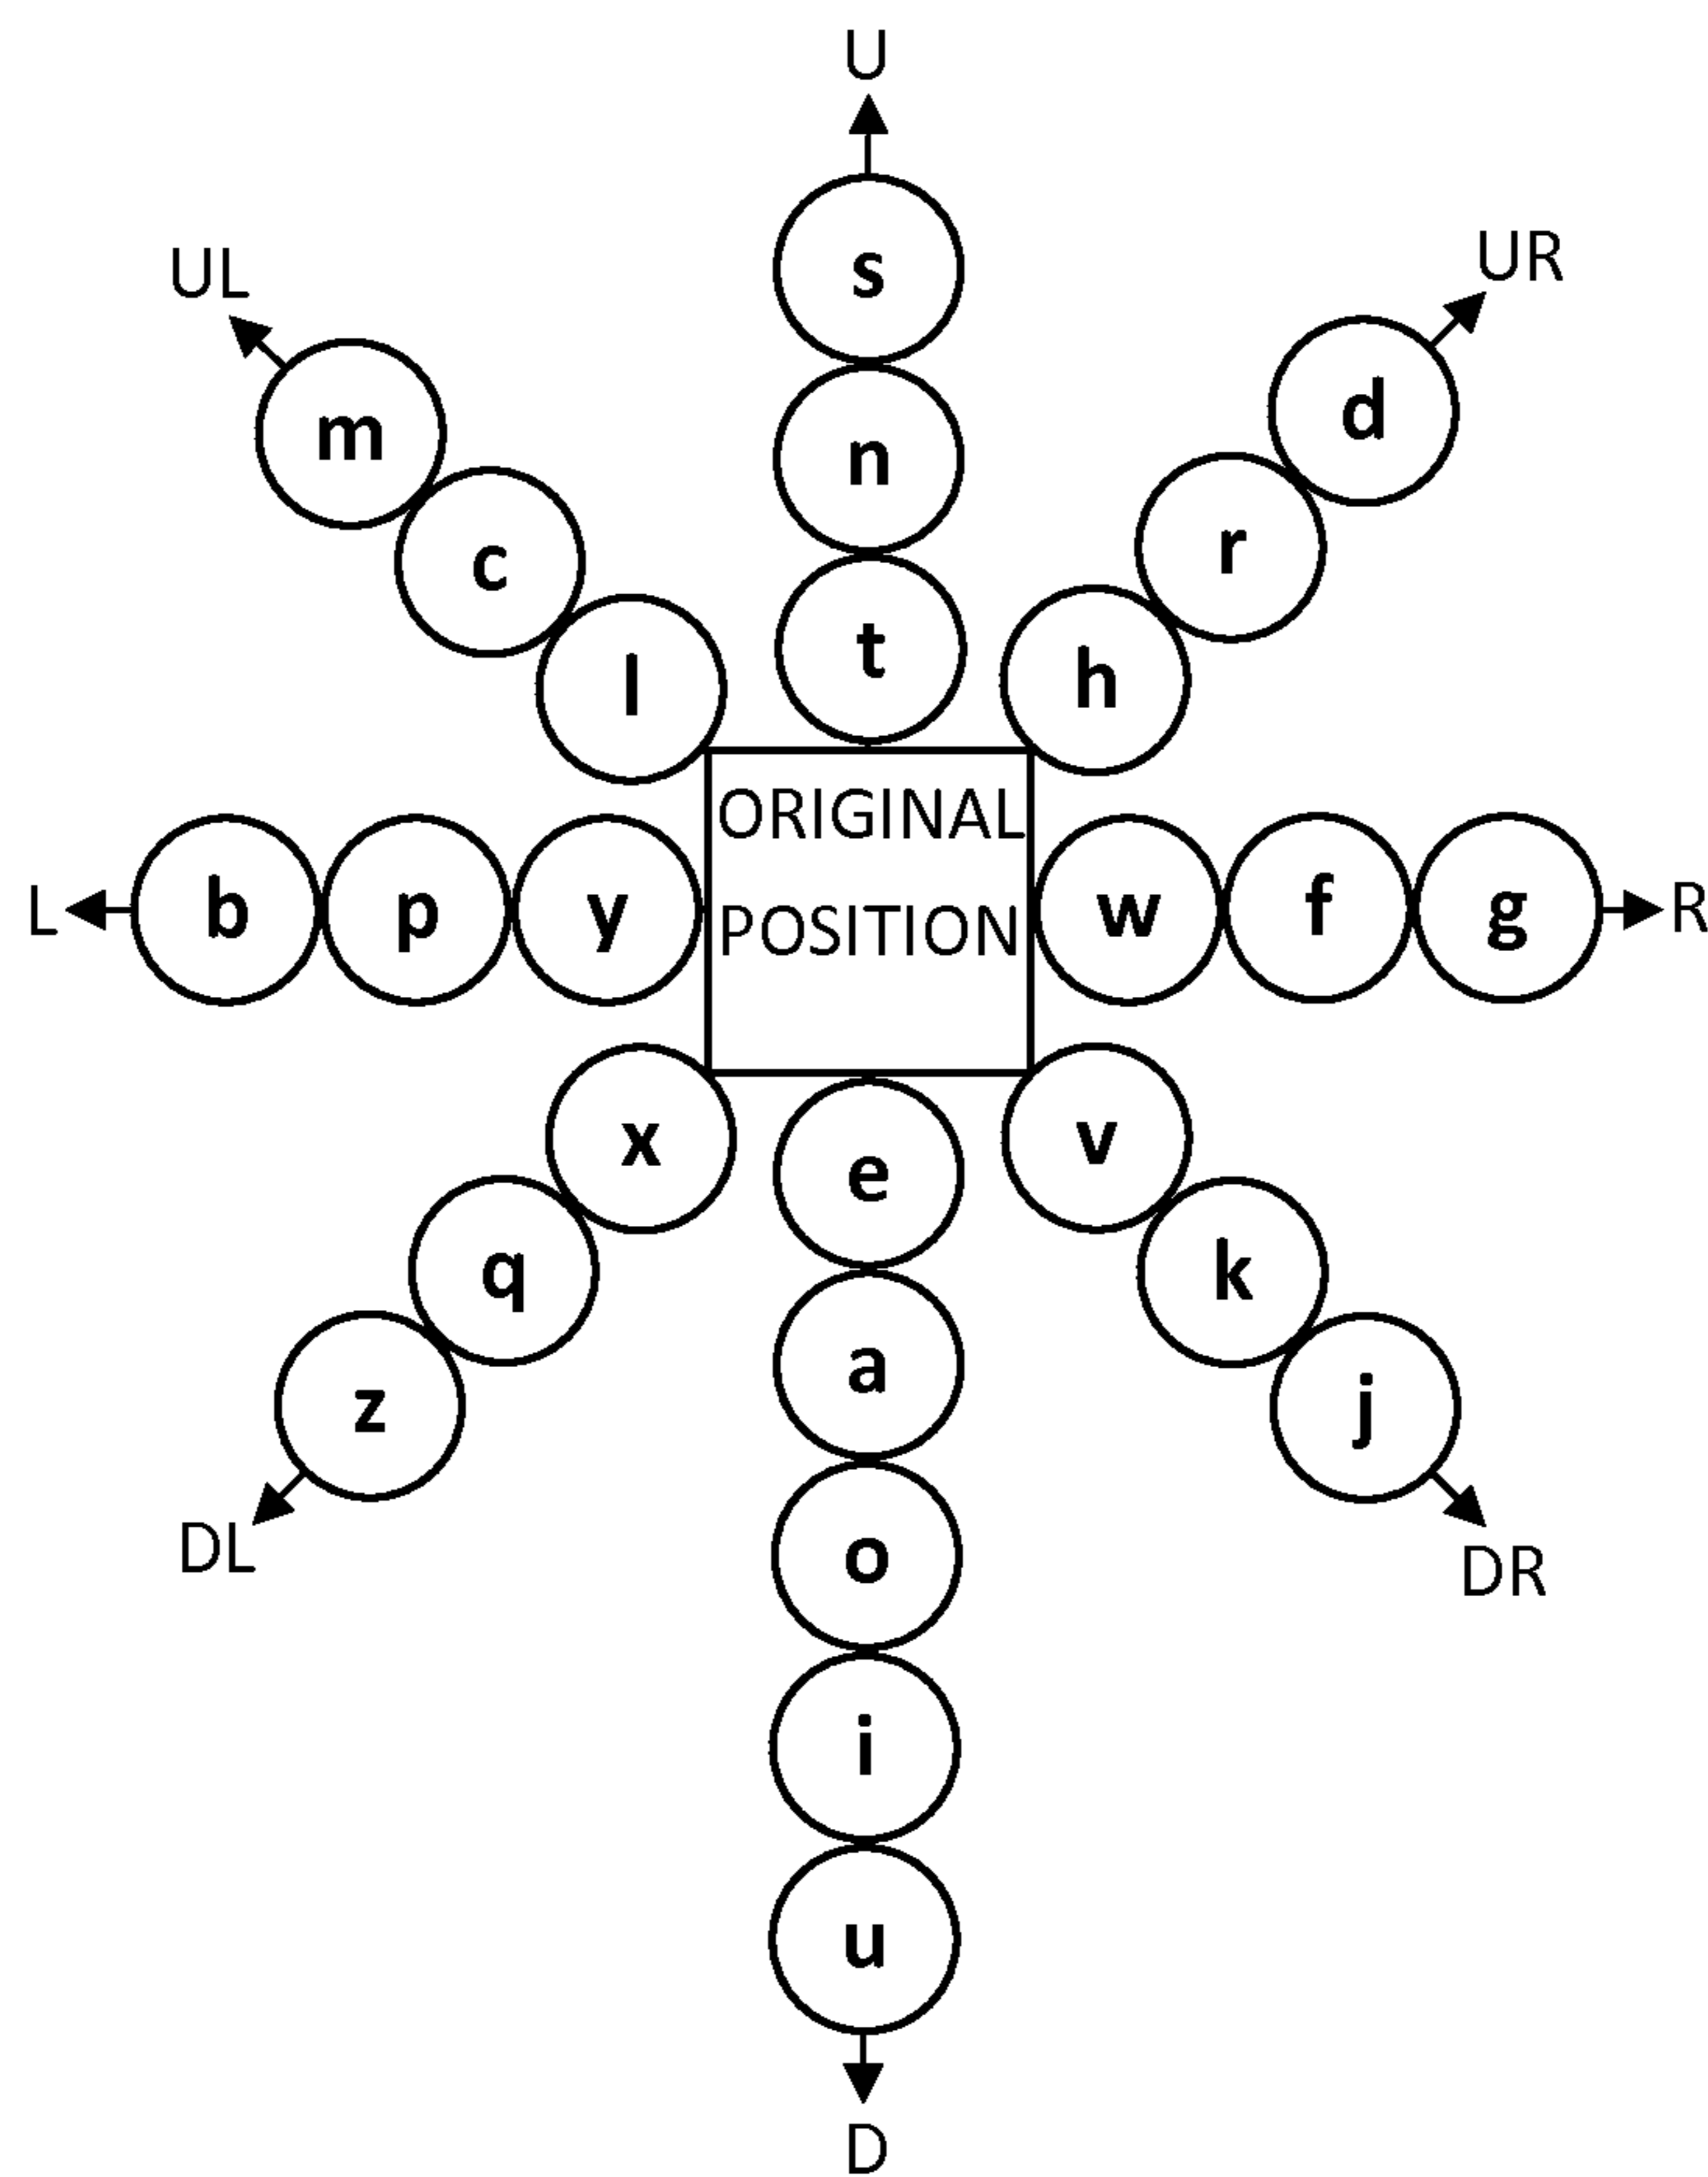 U
s
UR
UL
d
m
n
r
c
t
h
l
ORIGINAL
L b p y
w f g R
POSITION
x
e
v
q
k
a
z
j
DL
o
DR
i
u
D